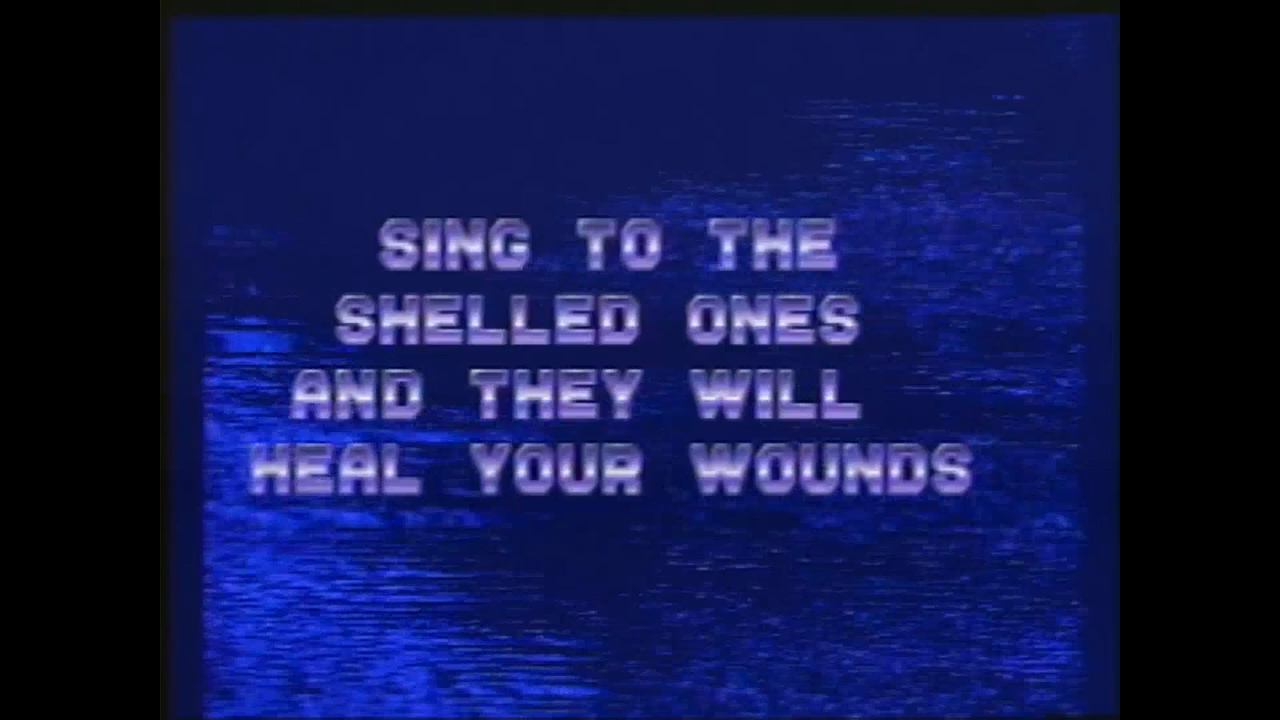 SING TO THE
SHELLED ONES
AND THEY WILL
HEAL YOUR WOUNDS